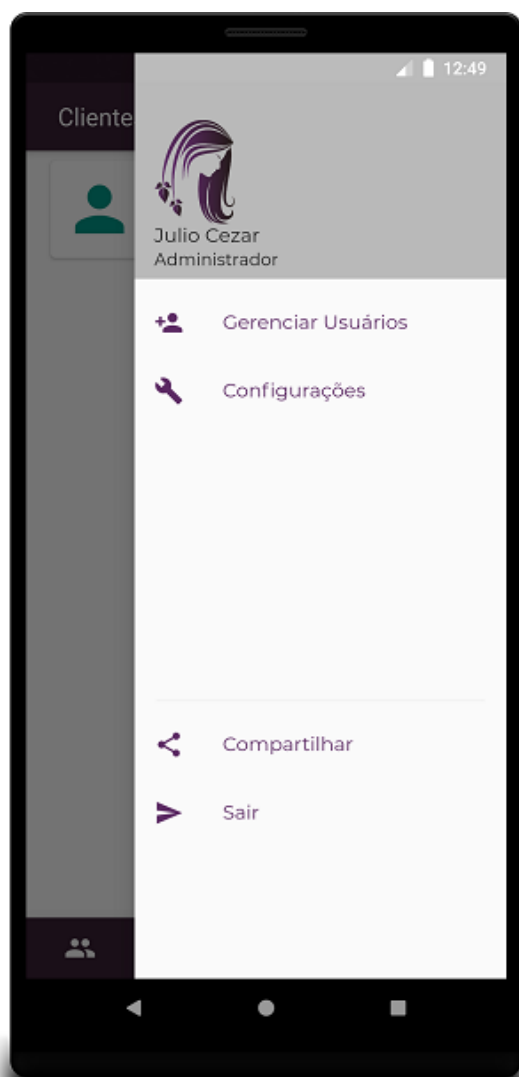 12:49
Cliente
Julio Cezar
Administrador
Gerenciar Usuários
Configurações
Compartilhar
Sair